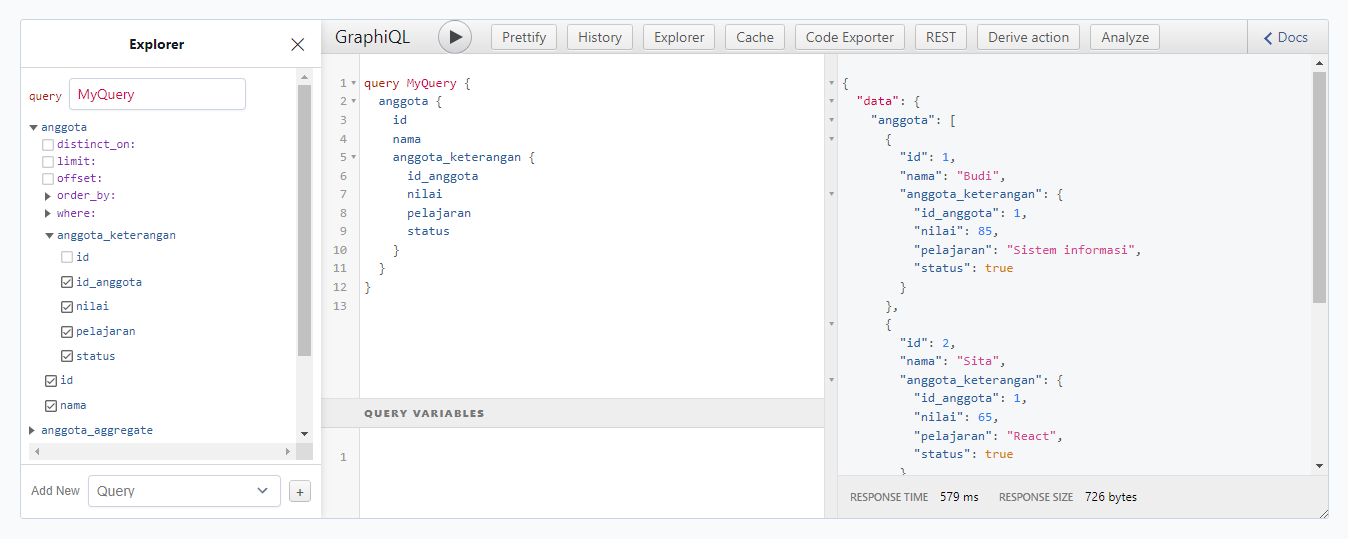 Explorer
query MyQuery
anggota
distinct_on:
limit:
offset:
order_by:
where:
anggota_keterangan
id
id_anggota
nilai
pelajaran
status
id
nama
anggota_aggregate
Add New Query +
GraphiQL Prettify History Explorer Cache Code Exporter REST Derive action Analyze Docs
1 query MyQuery {
2 anggota {
3 id
4 nama
5 anggota_keterangan {
6 id_anggota
7 nilai
8 pelajaran
9 status
10 }
11 }
12 }
13
QUERY VARIABLES
1
{
"data": {
"anggota": [
{
"id": 1,
"nama": "Budi",
"anggota_keterangan": {
"id_anggota": 1,
"nilai": 85,
"pelajaran": "Sistem informasi",
"status": true
}
},
{
"id": 2,
"nama": "Sita",
"anggota_keterangan": {
"id_anggota": 1,
"nilai": 65,
"pelajaran": "React",
"status": true
}
RESPONSE TIME 579 ms RESPONSE SIZE 726 bytes